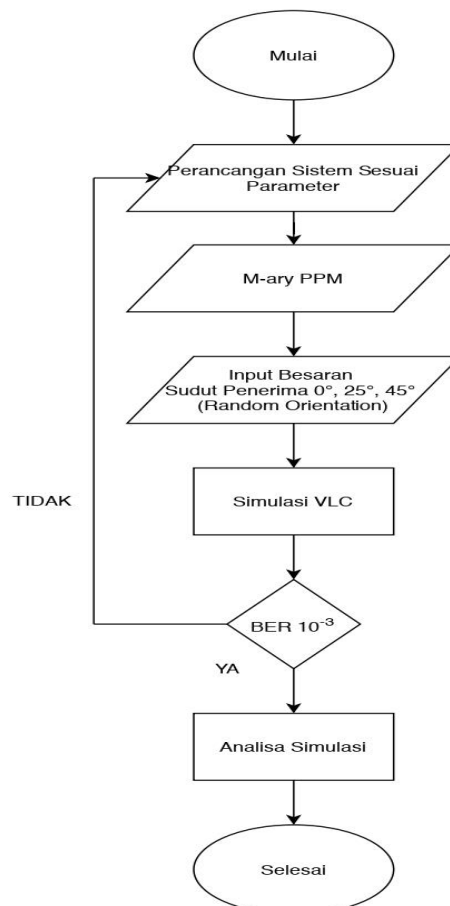 Mulai
Perancangan Sistem Sesuai
Parameter
M-ary PPM
Input Besaran
Sudut Penerima 0°, 25°, 45°
(Random Orientation)
Simulasi VLC
TIDAK
BER 10⁻³
YA
Analisa Simulasi
Selesai